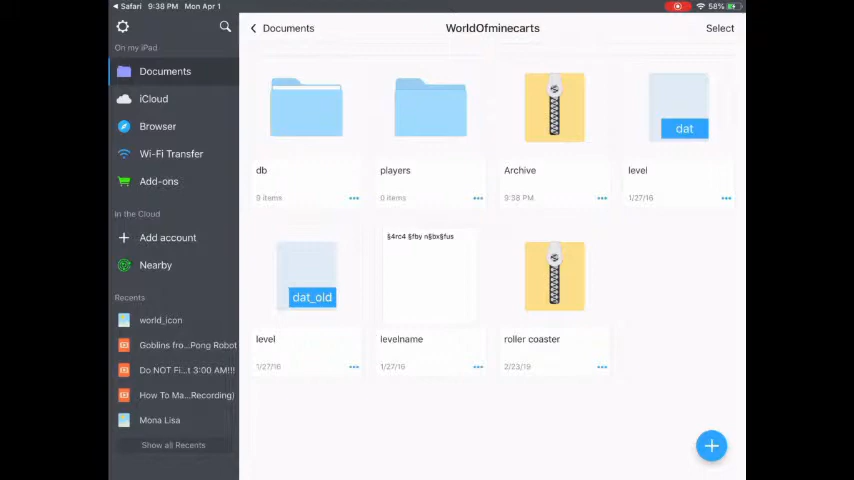 Safari 9:38 PM Mon Apr 1
58%
On my iPad
Documents
iCloud
Browser
Wi-Fi Transfer
Add-ons
In the Cloud
Add account
Nearby
Recents
world_icon
Goblins fro...Pong Robot
Do NOT Fi...t 3:00 AM!!!
How To Ma...Recording)
Mona Lisa
Show all Recents
Documents
WorldOfminecarts
Select
db
9 items
players
0 items
Archive
9:38 PM
dat
level
1/27/16
dat_old
level
1/27/16
§4rc4 §fby n§bx§fus
levelname
1/27/16
roller coaster
2/23/19